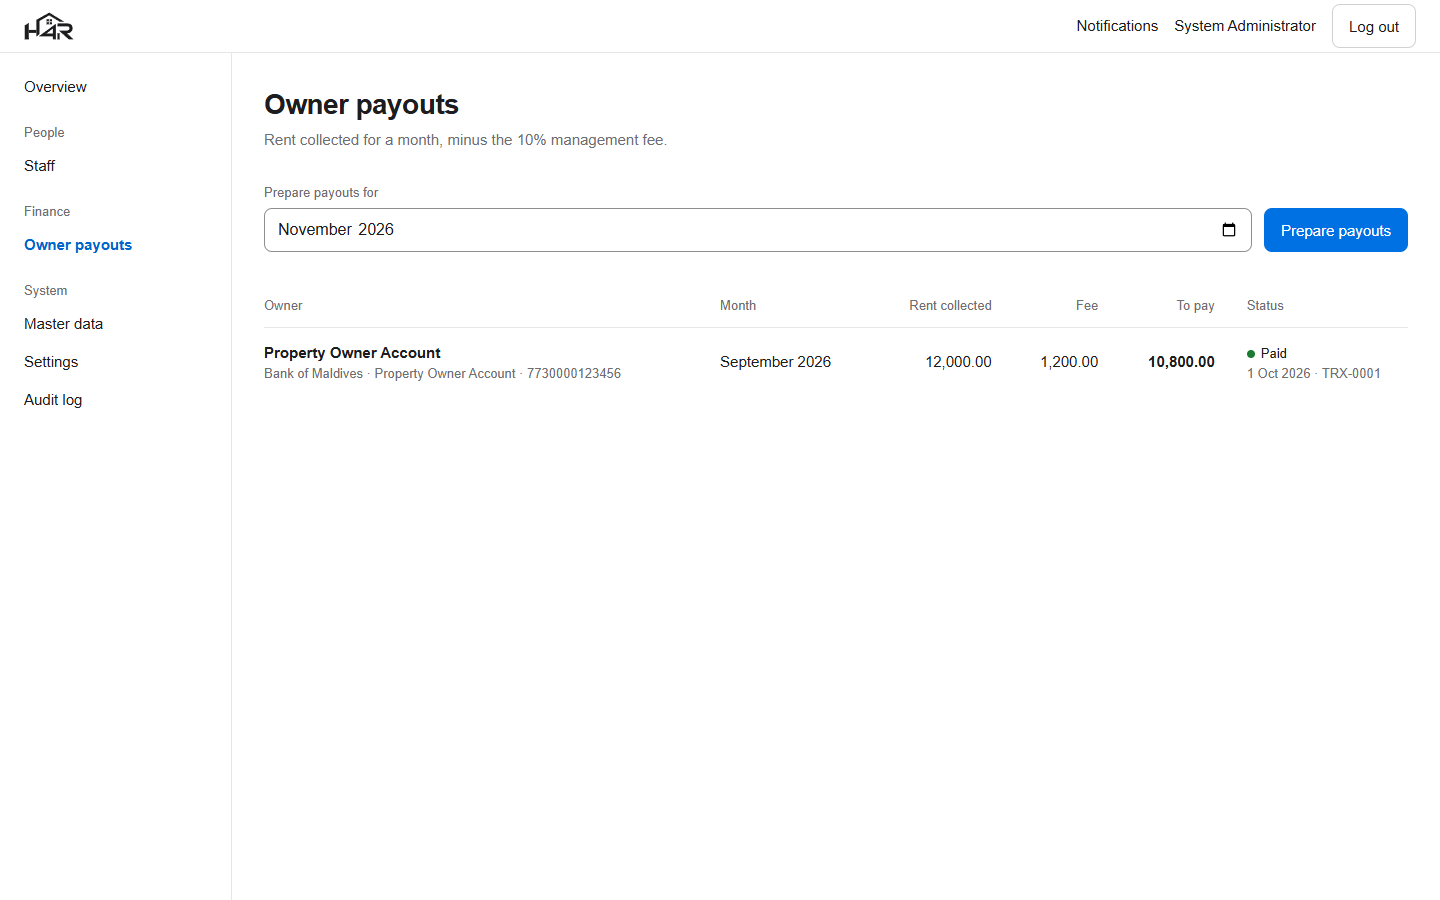 H4R
Notifications
System Administrator
Log out
Overview
People
Staff
Finance
Owner payouts
System
Master data
Settings
Audit log
Owner payouts
Rent collected for a month, minus the 10% management fee.
Prepare payouts for
November 2026
Prepare payouts
Owner Month Rent collected Fee To pay Status
Property Owner Account
Bank of Maldives · Property Owner Account · 7730000123456
September 2026 12,000.00 1,200.00 10,800.00
Paid
1 Oct 2026 · TRX-0001